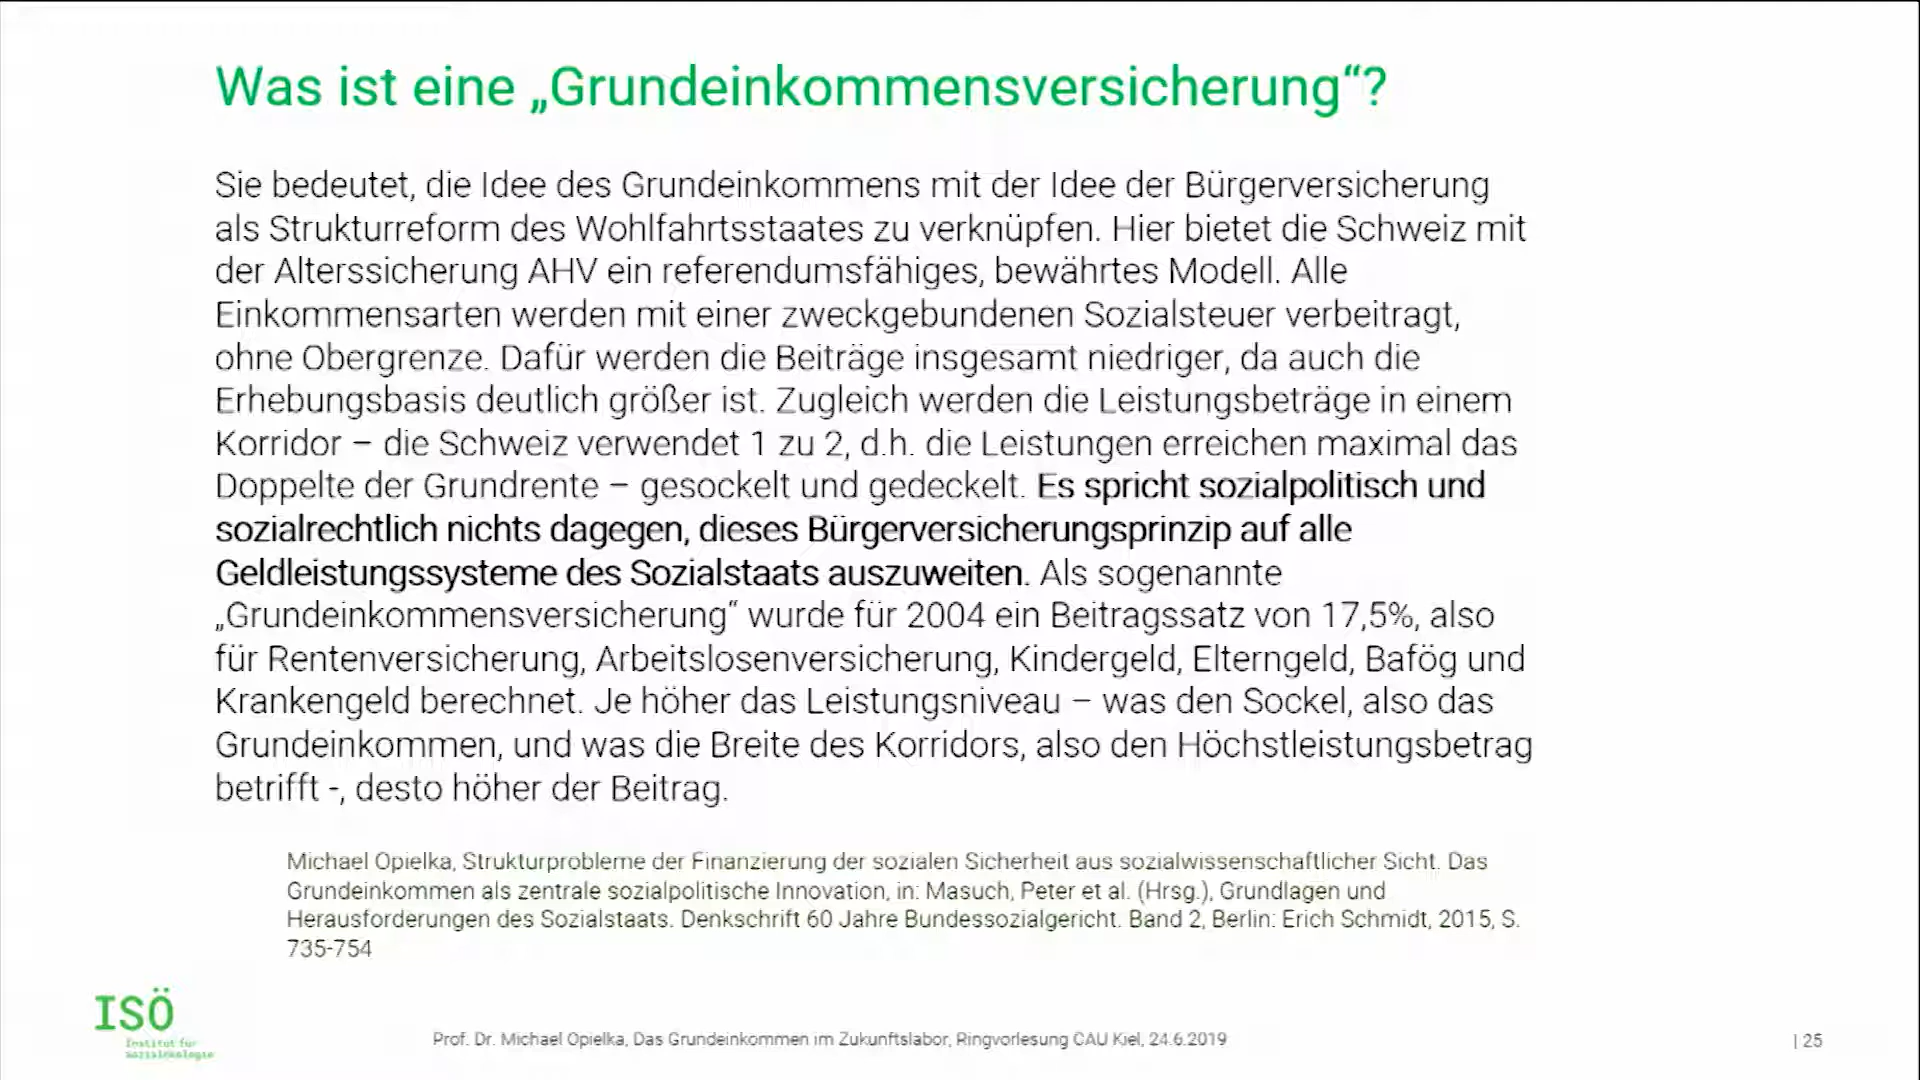 Was ist eine „Grundeinkommensversicherung“?
Sie bedeutet, die Idee des Grundeinkommens mit der Idee der Bürgerversicherung
als Strukturreform des Wohlfahrtsstaates zu verknüpfen. Hier bietet die Schweiz mit
der Alterssicherung AHV ein referendumsfähiges, bewährtes Modell. Alle
Einkommensarten werden mit einer zweckgebundenen Sozialsteuer verbeitragt,
ohne Obergrenze. Dafür werden die Beiträge insgesamt niedriger, da auch die
Erhebungsbasis deutlich größer ist. Zugleich werden die Leistungsbeträge in einem
Korridor – die Schweiz verwendet 1 zu 2, d.h. die Leistungen erreichen maximal das
Doppelte der Grundrente – gesockelt und gedeckelt. Es spricht sozialpolitisch und
sozialrechtlich nichts dagegen, dieses Bürgerversicherungsprinzip auf alle
Geldleistungssysteme des Sozialstaats auszuweiten. Als sogenannte
„Grundeinkommensversicherung“ wurde für 2004 ein Beitragssatz von 17,5%, also
für Rentenversicherung, Arbeitslosenversicherung, Kindergeld, Elterngeld, Bafög und
Krankengeld berechnet. Je höher das Leistungsniveau – was den Sockel, also das
Grundeinkommen, und was die Breite des Korridors, also den Höchstleistungsbetrag
betrifft -, desto höher der Beitrag.
Michael Opielka, Strukturprobleme der Finanzierung der sozialen Sicherheit aus sozialwissenschaftlicher Sicht. Das
Grundeinkommen als zentrale sozialpolitische Innovation, in: Masuch, Peter et al. (Hrsg.), Grundlagen und
Herausforderungen des Sozialstaats. Denkschrift 60 Jahre Bundessozialgericht. Band 2, Berlin: Erich Schmidt, 2015, S.
735-754
ISÖ
Institut für
Sozialökologie
Prof. Dr. Michael Opielka, Das Grundeinkommen im Zukunftslabor, Ringvorlesung CAU Kiel, 24.6.2019
| 25